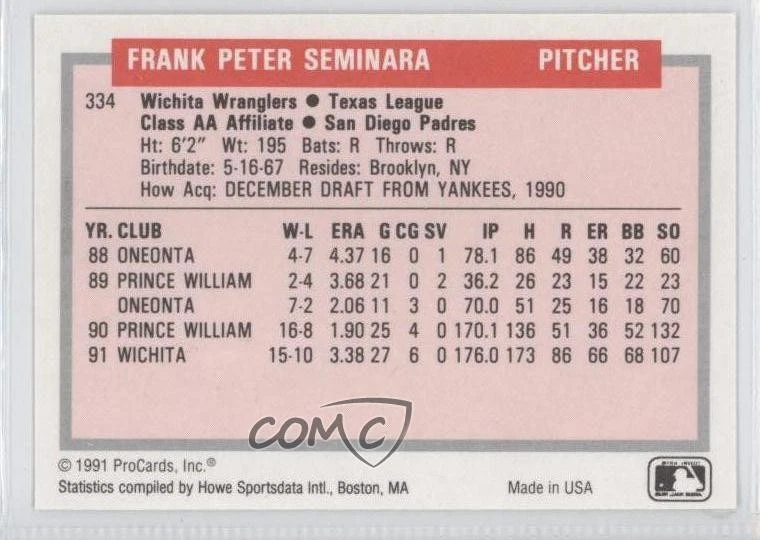 FRANK PETER SEMINARA PITCHER
334 Wichita Wranglers ● Texas League
Class AA Affiliate ● San Diego Padres
Ht: 6'2" Wt: 195 Bats: R Throws: R
Birthdate: 5-16-67 Resides: Brooklyn, NY
How Acq: DECEMBER DRAFT FROM YANKEES, 1990
YR. CLUB W-L ERA G CG SV IP H R ER BB SO
88 ONEONTA 4-7 4.37 16 0 1 78.1 86 49 38 32 60
89 PRINCE WILLIAM 2-4 3.68 21 0 2 36.2 26 23 15 22 23
ONEONTA 7-2 2.06 11 3 0 70.0 51 25 16 18 70
90 PRINCE WILLIAM 16-8 1.90 25 4 0 170.1 136 51 36 52 132
91 WICHITA 15-10 3.38 27 6 0 176.0 173 86 66 68 107
COMC
© 1991 ProCards, Inc.®
Statistics compiled by Howe Sportsdata Intl., Boston, MA Made in USA